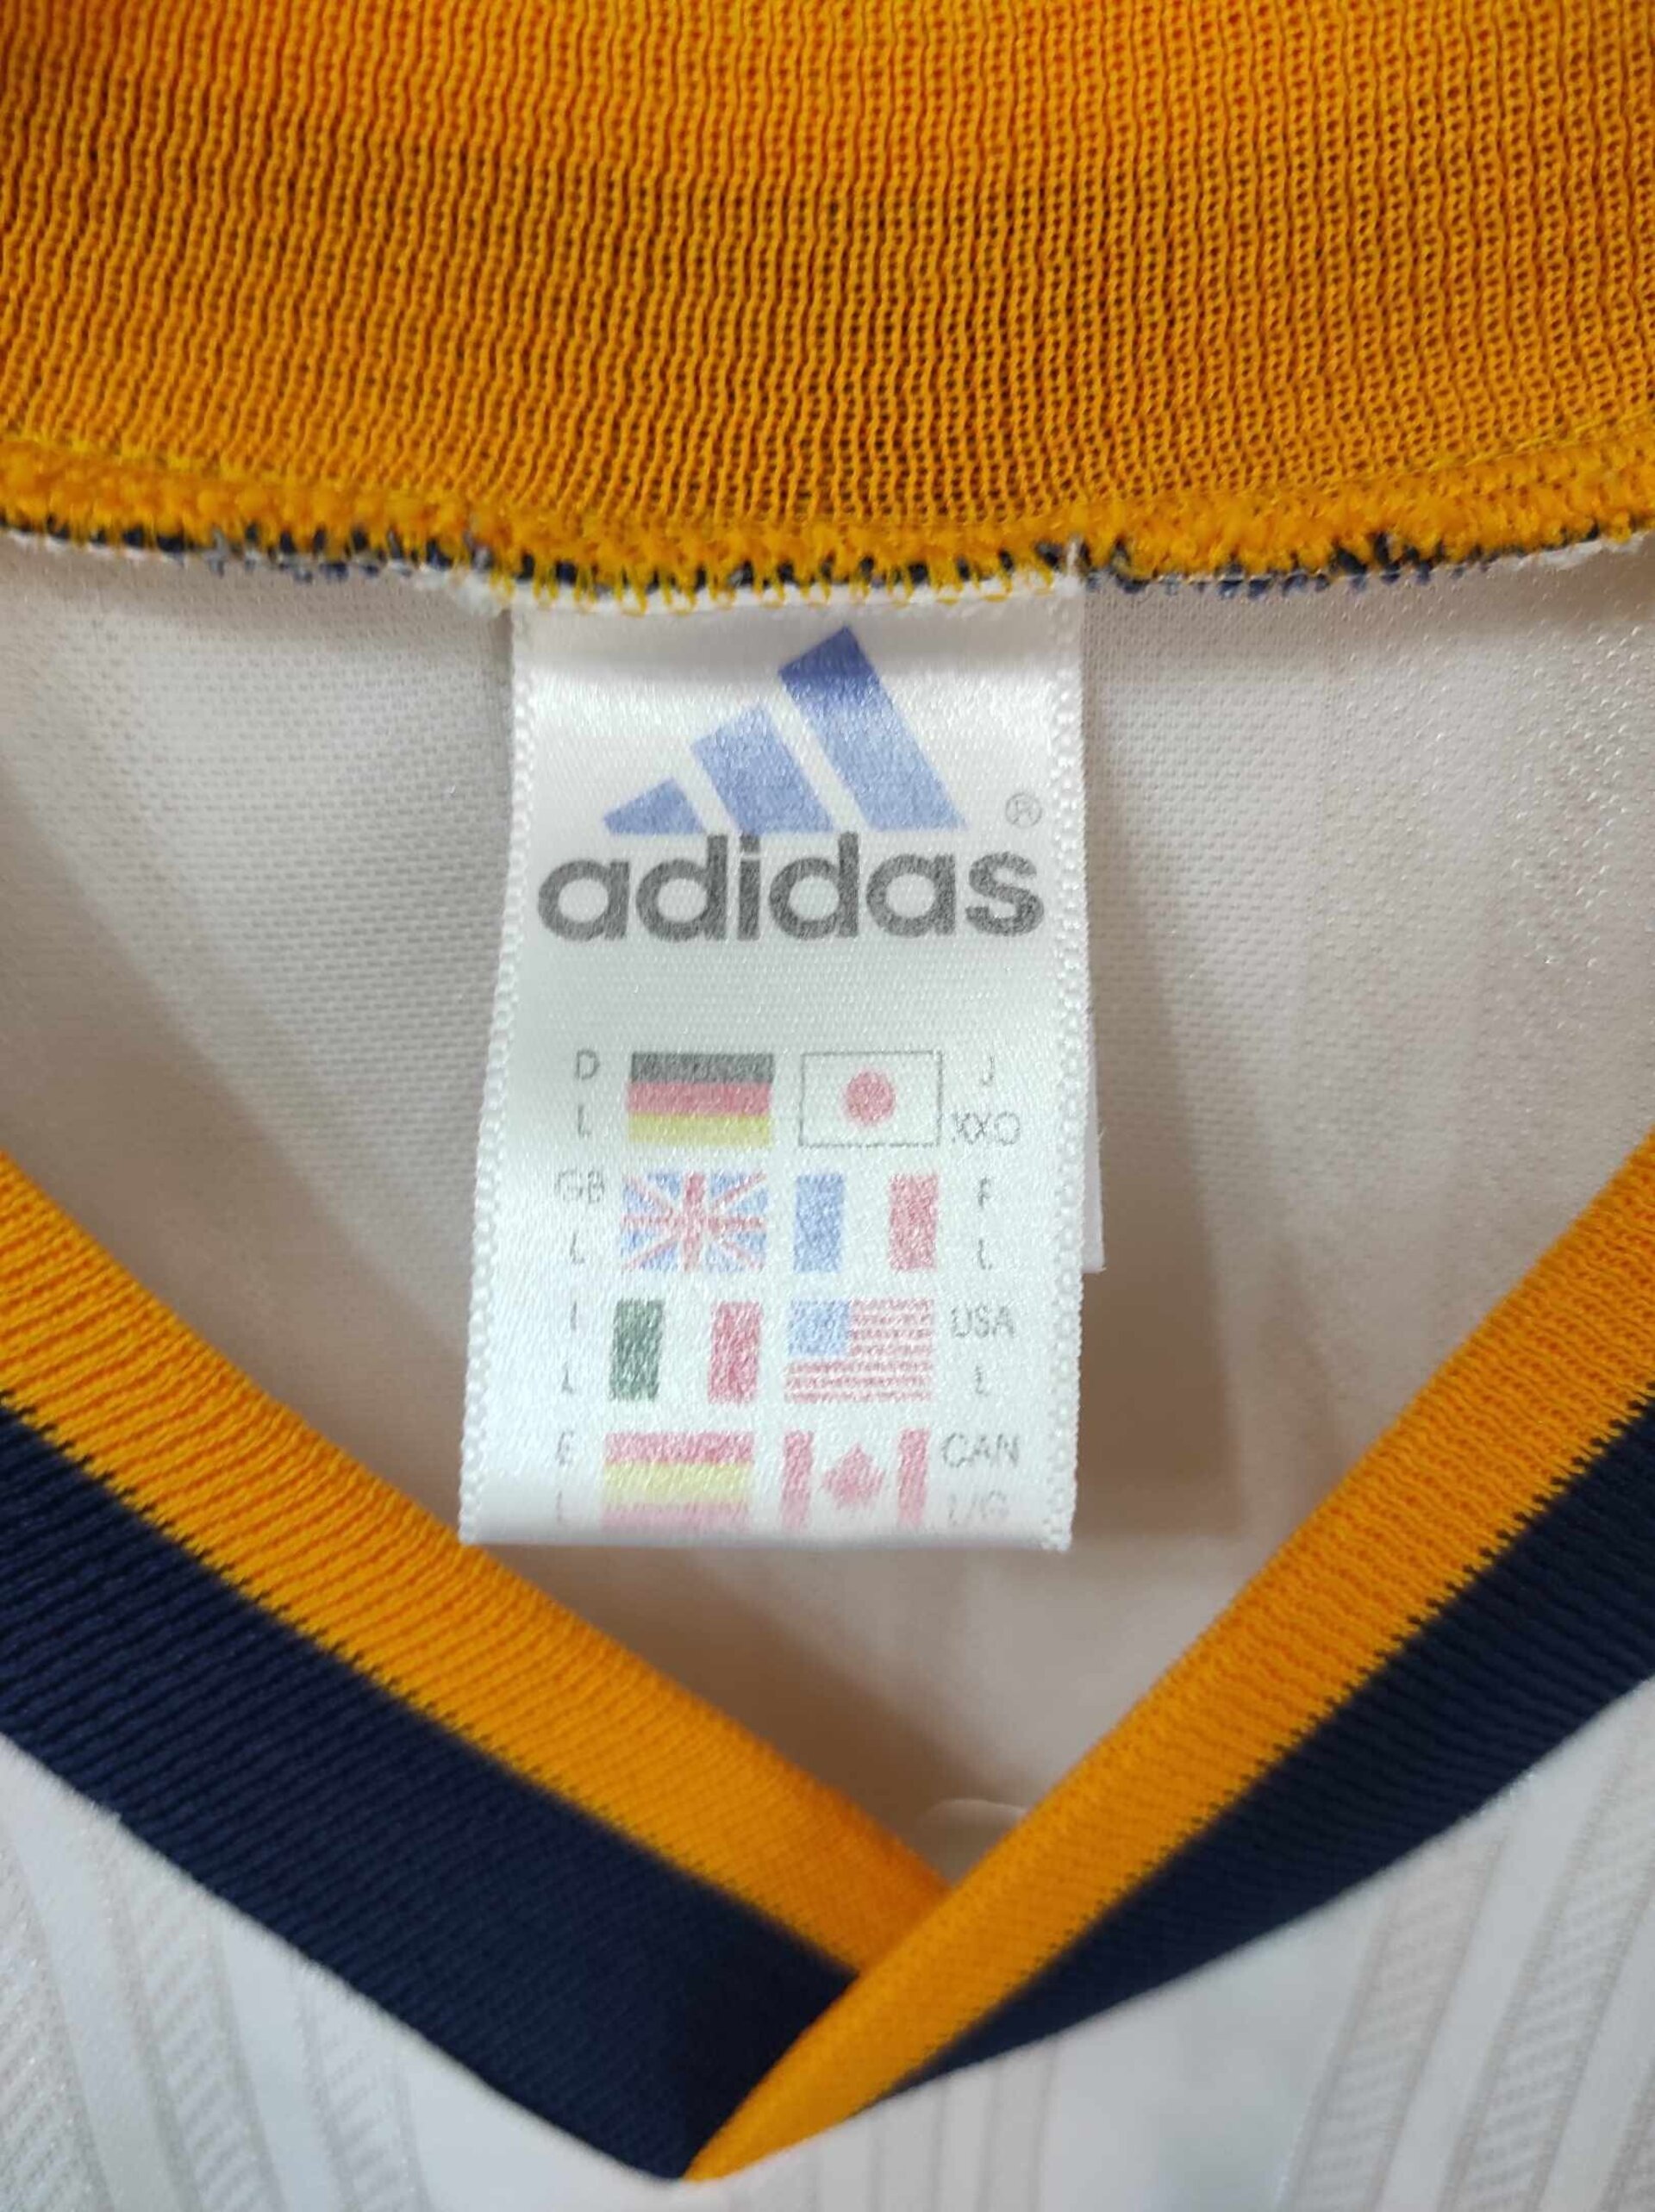 ®
adidas
D J
L XXO
GB F
L L
I USA
L L
E CAN
L L/G